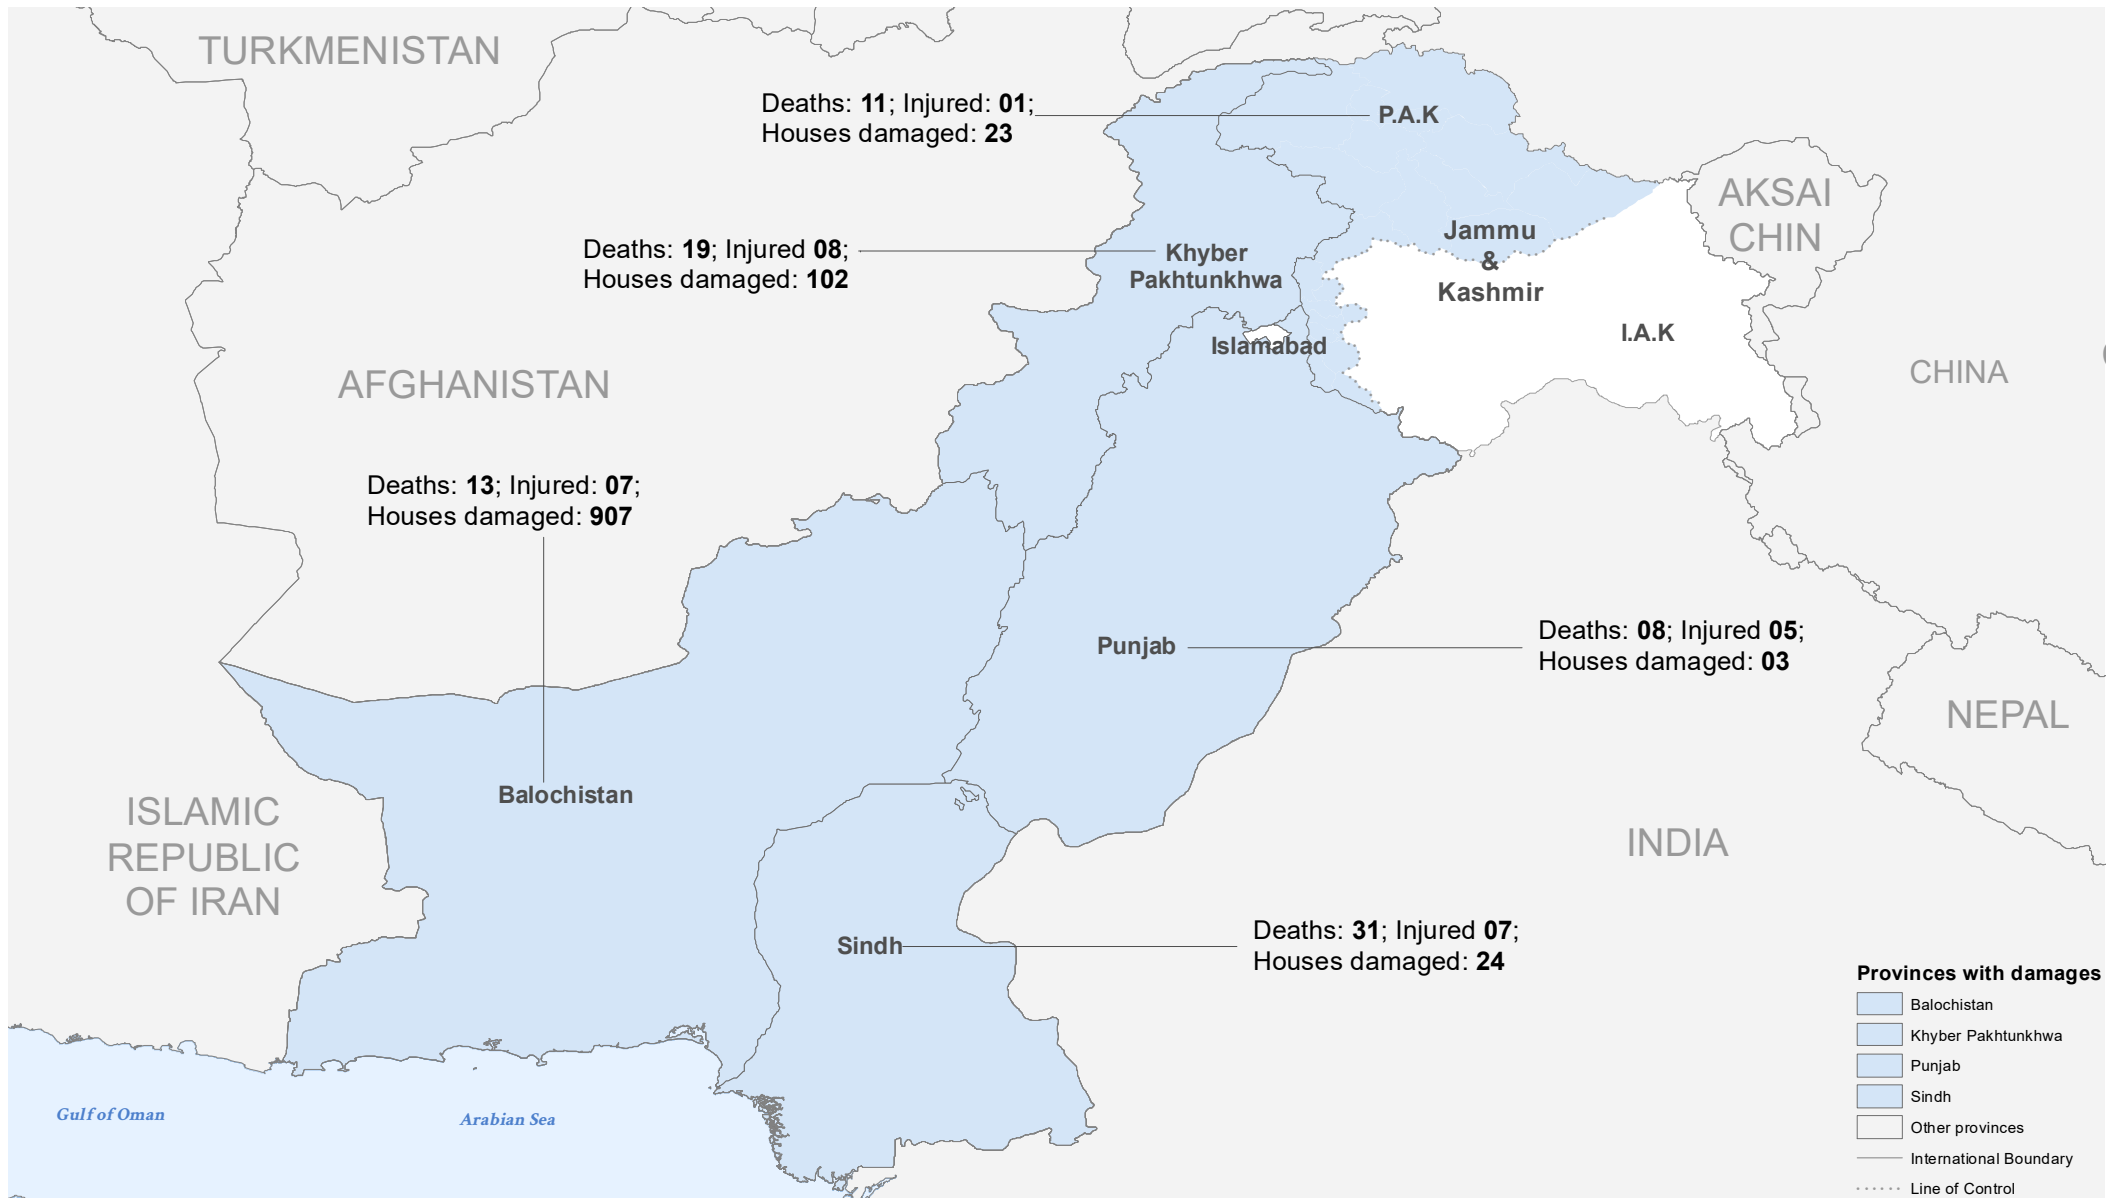 TURKMENISTAN
Deaths: 11; Injured: 01;
Houses damaged: 23
P.A.K
AKSAI
CHIN
Jammu
&
Kashmir
Deaths: 19; Injured 08;
Houses damaged: 102
Khyber
Pakhtunkhwa
I.A.K
Islamabad
AFGHANISTAN
CHINA
Deaths: 13; Injured: 07;
Houses damaged: 907
Punjab
Deaths: 08; Injured 05;
Houses damaged: 03
NEPAL
Balochistan
ISLAMIC
REPUBLIC
OF IRAN
INDIA
Sindh
Deaths: 31; Injured 07;
Houses damaged: 24
Gulf of Oman
Arabian Sea
Provinces with damages
Balochistan
Khyber Pakhtunkhwa
Punjab
Sindh
Other provinces
International Boundary
Line of Control